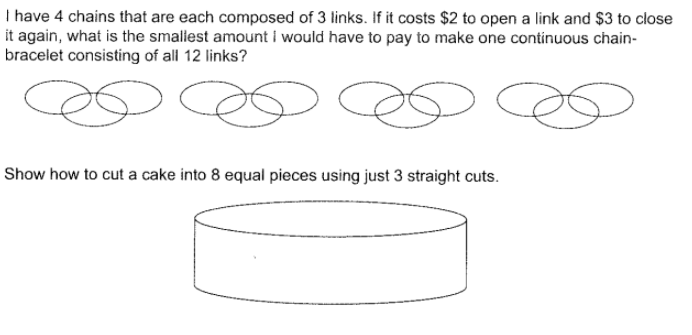 I have 4 chains that are each composed of 3 links. If it costs $2 to open a link and $3 to close
it again, what is the smallest amount I would have to pay to make one continuous chain-
bracelet consisting of all 12 links?
Show how to cut a cake into 8 equal pieces using just 3 straight cuts.